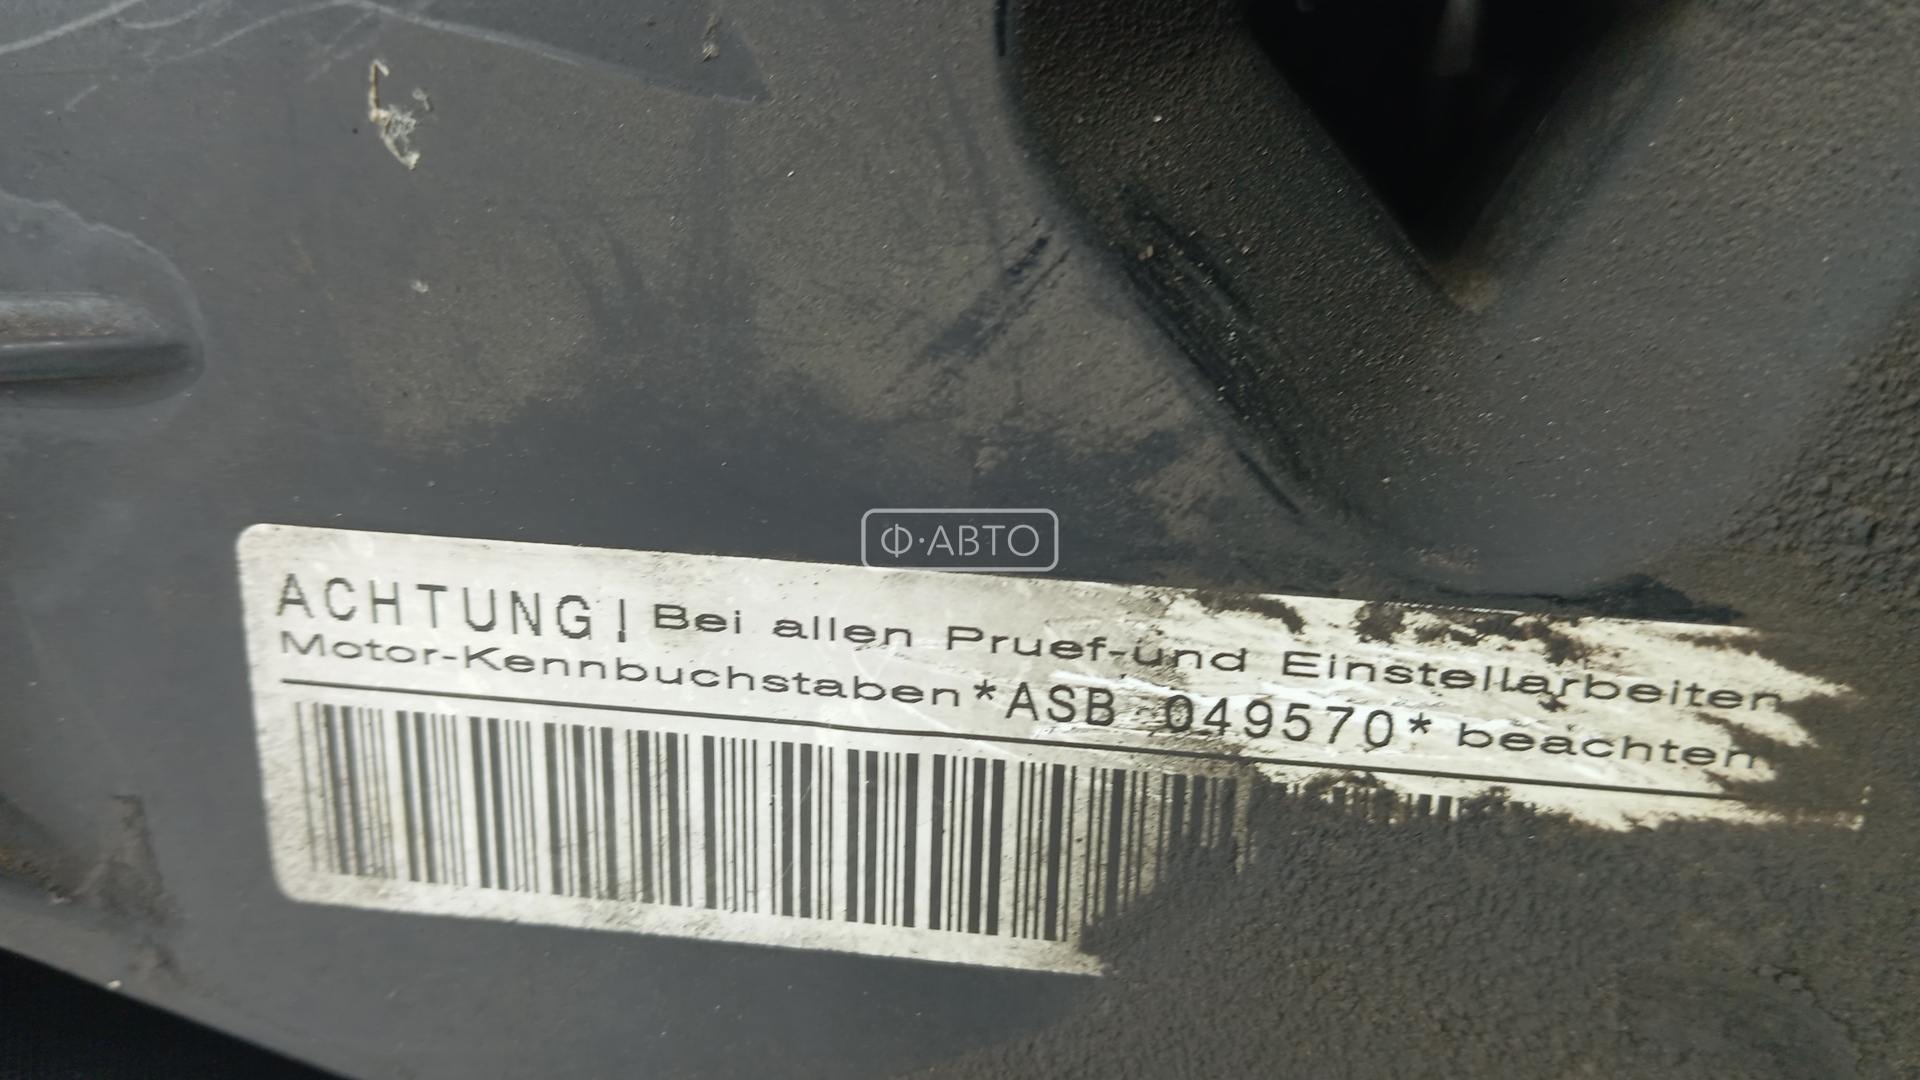 Ф·АВТО
ACHTUNG! Bei allen Pruef-und Einstellarbeiten
Motor-Kennbuchstaben *ASB 049570* beachten